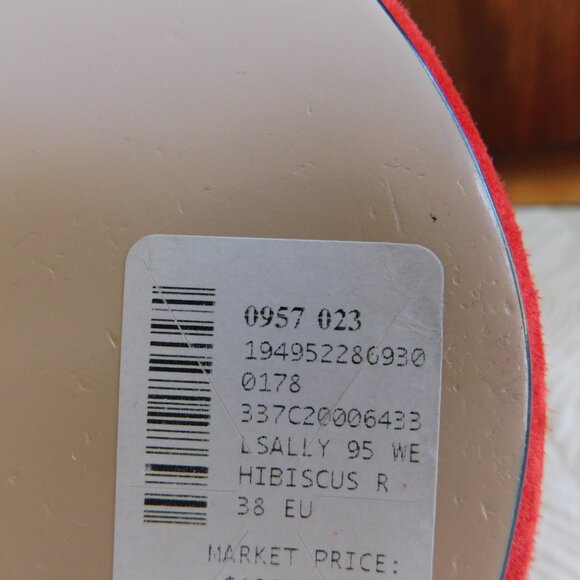 0957 023
194952286930
0178
337C20006433
LSALLY 95 WE
HIBISCUS R
38 EU
MARKET PRICE: